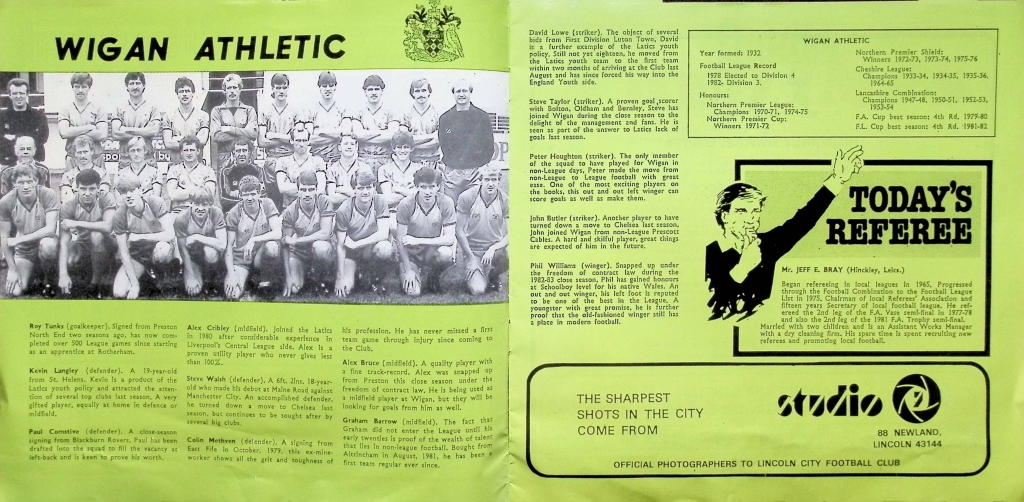 WIGAN ATHLETIC
Roy Tunks (goalkeeper). Signed from Preston
North End two seasons ago, has now com-
pleted over 500 League games since starting
as an apprentice at Rotherham.
Kevin Langley (defender). A 19-year-old
from St. Helens. Kevin is a product of the
Latics youth policy and attracted the atten-
tion of several top clubs last season. A very
gifted player, equally at home in defence or
midfield.
Paul Comstive (defender). A close-season
signing from Blackburn Rovers, Paul has been
drafted into the squad to fill the vacancy at
left-back and is keen to prove his worth.
Alex Cribley (midfield). Joined the Latics
in 1980 after considerable experience in
Liverpool's Central League side. Alex is a
proven utility player who never gives less
than 100%.
Steve Walsh (defender). A 6ft. 2ins. 18-year-
old who made his debut at Maine Road against
Manchester City. An accomplished defender,
he turned down a move to Chelsea last
season, but continues to be sought after by
several big clubs.
Colin Methven (defender). A signing from
East Fife in October, 1979, this ex-mine-
worker shows all the grit and toughness of
his profession. He has never missed a first
team game through injury since coming to
the Club.
Alex Bruce (midfield). A quality player with
a fine track-record. Alex was snapped up
from Preston this close season under the
freedom of contract law. He is being used as
a midfield player at Wigan, but they will be
looking for goals from him as well.
Graham Barrow (midfield). The fact that
Graham did not enter the League until his
early twenties is proof of the wealth of talent
that lies in non-league football. Bought from
Altrincham in August, 1981, he has been a
first team regular ever since.
David Lowe (striker). The object of several
bids from First Division Luton Town, David
is a further example of the Latics youth
policy. Still not yet eighteen, he moved from
the Latics youth team to the first team
within two months of arriving at the Club last
August and has since forced his way into the
England Youth side.
Steve Taylor (striker). A proven goal scorer
with Bolton, Oldham and Bernley, Steve has
joined Wigan during the close season to the
delight of the management and fans. He is
seen as part of the answer to Latics lack of
goals last season.
Peter Houghton (striker). The only member
of the squad to have played for Wigan in
non-League days, Peter made the move from
non-League to League football with great
ease. One of the most exciting players on
the books, this out and out left winger can
score goals as well as make them.
John Butler (striker). Another player to have
turned down a move to Chelsea last season,
John joined Wigan from non-League Prescott
Cables. A hard and skilful player, great things
are expected of him in the future.
Phil Williams (winger). Snapped up under
the freedom of contract law during the
1982-83 close season, Phil has gained honours
at Schoolboy level for his native Wales. An
out and out winger, his left foot is reputed
to be one of the best in the League. A
youngster with great promise, he is further
proof that the old-fashioned winger still has
a place in modern football.
WIGAN ATHLETIC
Year formed: 1932
Football League Record
1978 Elected to Division 4
1982- Division 3.
Honours:
Northern Premier League:
Champions 1970-71, 1974-75
Northern Premier Cup:
Winners 1971-72
Northern Premier Shield:
Winners 1972-73, 1973-74, 1975-76
Cheshire League:
Champions 1933-34, 1934-35, 1935-36,
1964-65
Lancashire Combination:
Champions 1947-48, 1950-51, 1952-53,
1953-54
F.A. Cup best season: 4th Rd. 1979-80
F.L. Cup best season: 4th Rd. 1981-82
TODAY'S
REFEREE
Mr. JEFF E. BRAY (Hinckley, Leics.)
Began refereeing in local leagues in 1965. Progressed
through the Football Combination to the Football League
List in 1975. Chairman of local Referees' Association and
fifteen years Secretary of local football league. He ref-
ereed the 2nd leg of the F.A. Vase semi-final in 1977-78
and also the 2nd leg of the 1981 F.A. Trophy semi-final.
Married with two children and is an Assistant Works Manager
with a dry cleaning firm. His spare time is spent recruiting new
referees and promoting local football.
THE SHARPEST
SHOTS IN THE CITY
COME FROM
studio
88 NEWLAND,
LINCOLN 43144
OFFICIAL PHOTOGRAPHERS TO LINCOLN CITY FOOTBALL CLUB